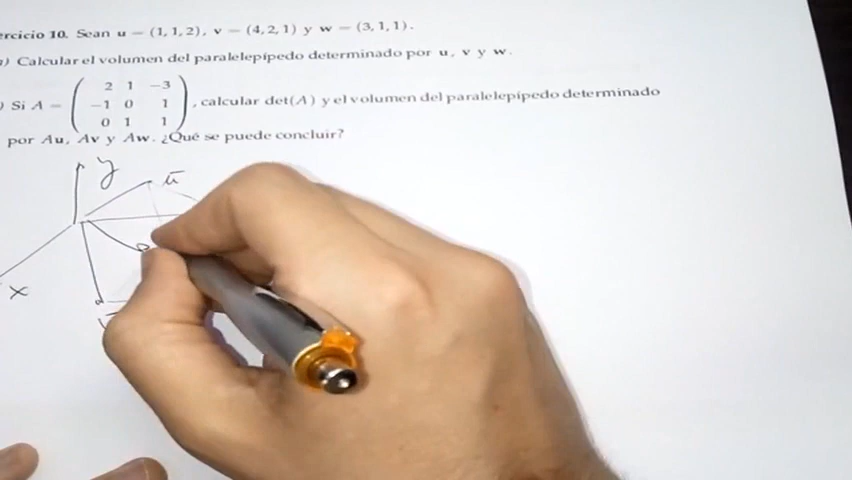 ercicio 10. Sean u = (1, 1, 2), v = (4, 2, 1) y w = (3, 1, 1).
) Calcular el volumen del paralelepípedo determinado por u, v y w.
) Si A = ( 2 1 −3
−1 0 1
0 1 1 ), calcular det(A) y el volumen del paralelepípedo determinado
por Au, Av y Aw. ¿Qué se puede concluir?
y ū
x